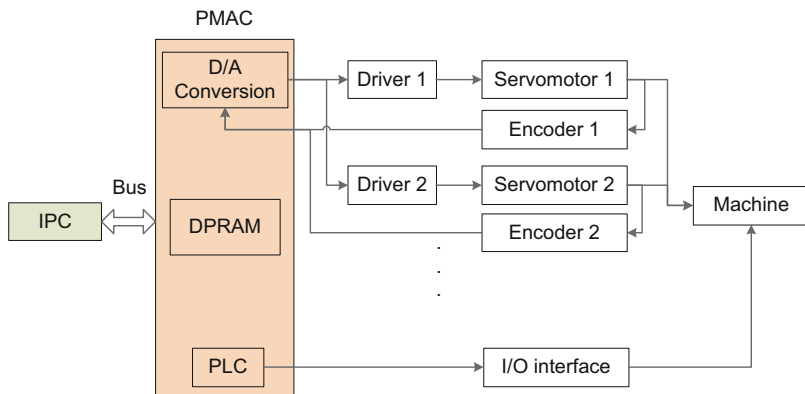 PMAC
D/A
Conversion
Driver 1
Servomotor 1
Encoder 1
Driver 2
Servomotor 2
Encoder 2
Bus
IPC
DPRAM
Machine
PLC
I/O interface